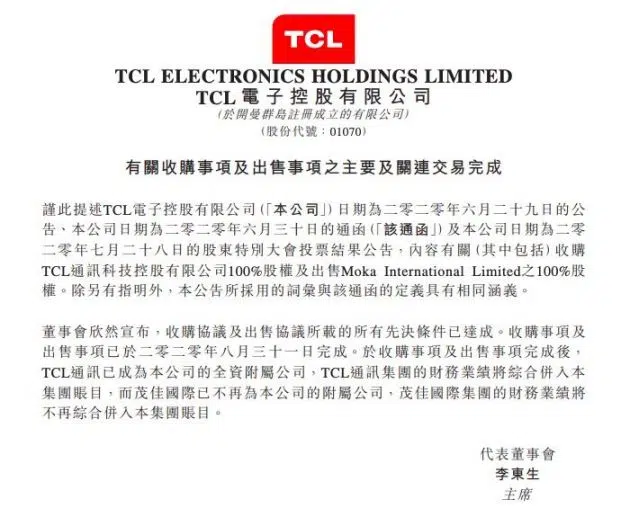 TCL
TCL ELECTRONICS HOLDINGS LIMITED
TCL 電子控股有限公司
(於開曼群島註冊成立的有限公司)
(股份代號：01070)
有關收購事項及出售事項之主要及關連交易完成
謹此提述TCL電子控股有限公司(「本公司」)日期為二零二零年六月二十九日的公
告、本公司日期為二零二零年六月三十日的通函(「該通函」)及本公司日期為二零
二零年七月二十八日的股東特別大會投票結果公告，內容有關(其中包括)收購
TCL通訊科技控股有限公司100%股權及出售Moka International Limited之100%股
權。除另有指明外，本公告所採用的詞彙與該通函的定義具有相同涵義。
董事會欣然宣布，收購協議及出售協議所載的所有先決條件已達成。收購事項及
出售事項已於二零二零年八月三十一日完成。於收購事項及出售事項完成後，
TCL通訊已成為本公司的全資附屬公司，TCL通訊集團的財務業績將綜合併入本
集團賬目，而茂佳國際已不再為本公司的附屬公司，茂佳國際集團的財務業績將
不再綜合併入本集團賬目。
代表董事會
李東生
主席